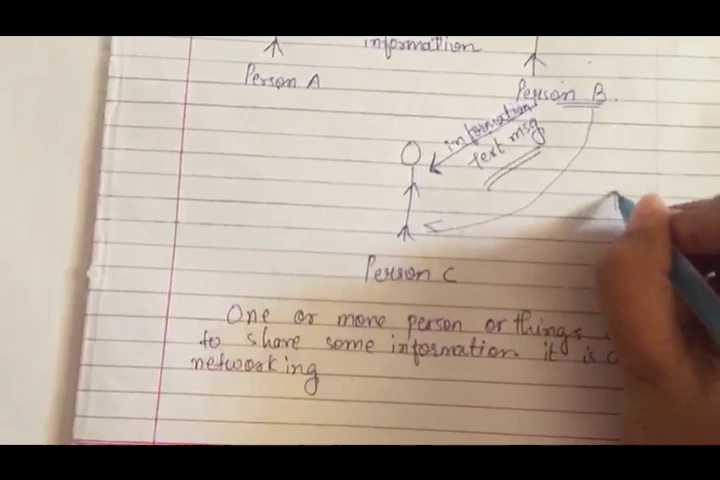 information
Person A
Person B.
information
text msg
Person C
One or more person or things
to share some information it is
networking